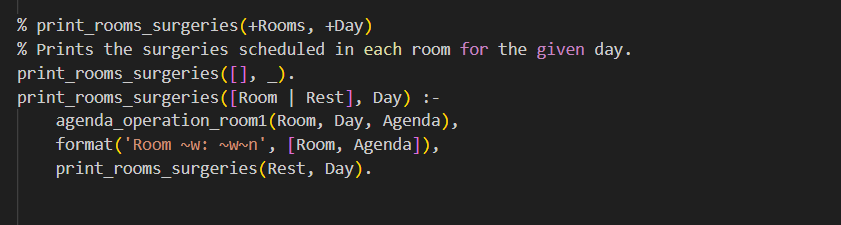 % print_rooms_surgeries(+Rooms, +Day)
% Prints the surgeries scheduled in each room for the given day.
print_rooms_surgeries([], _).
print_rooms_surgeries([Room | Rest], Day) :-
    agenda_operation_room1(Room, Day, Agenda),
    format('Room ~w: ~w~n', [Room, Agenda]),
    print_rooms_surgeries(Rest, Day).